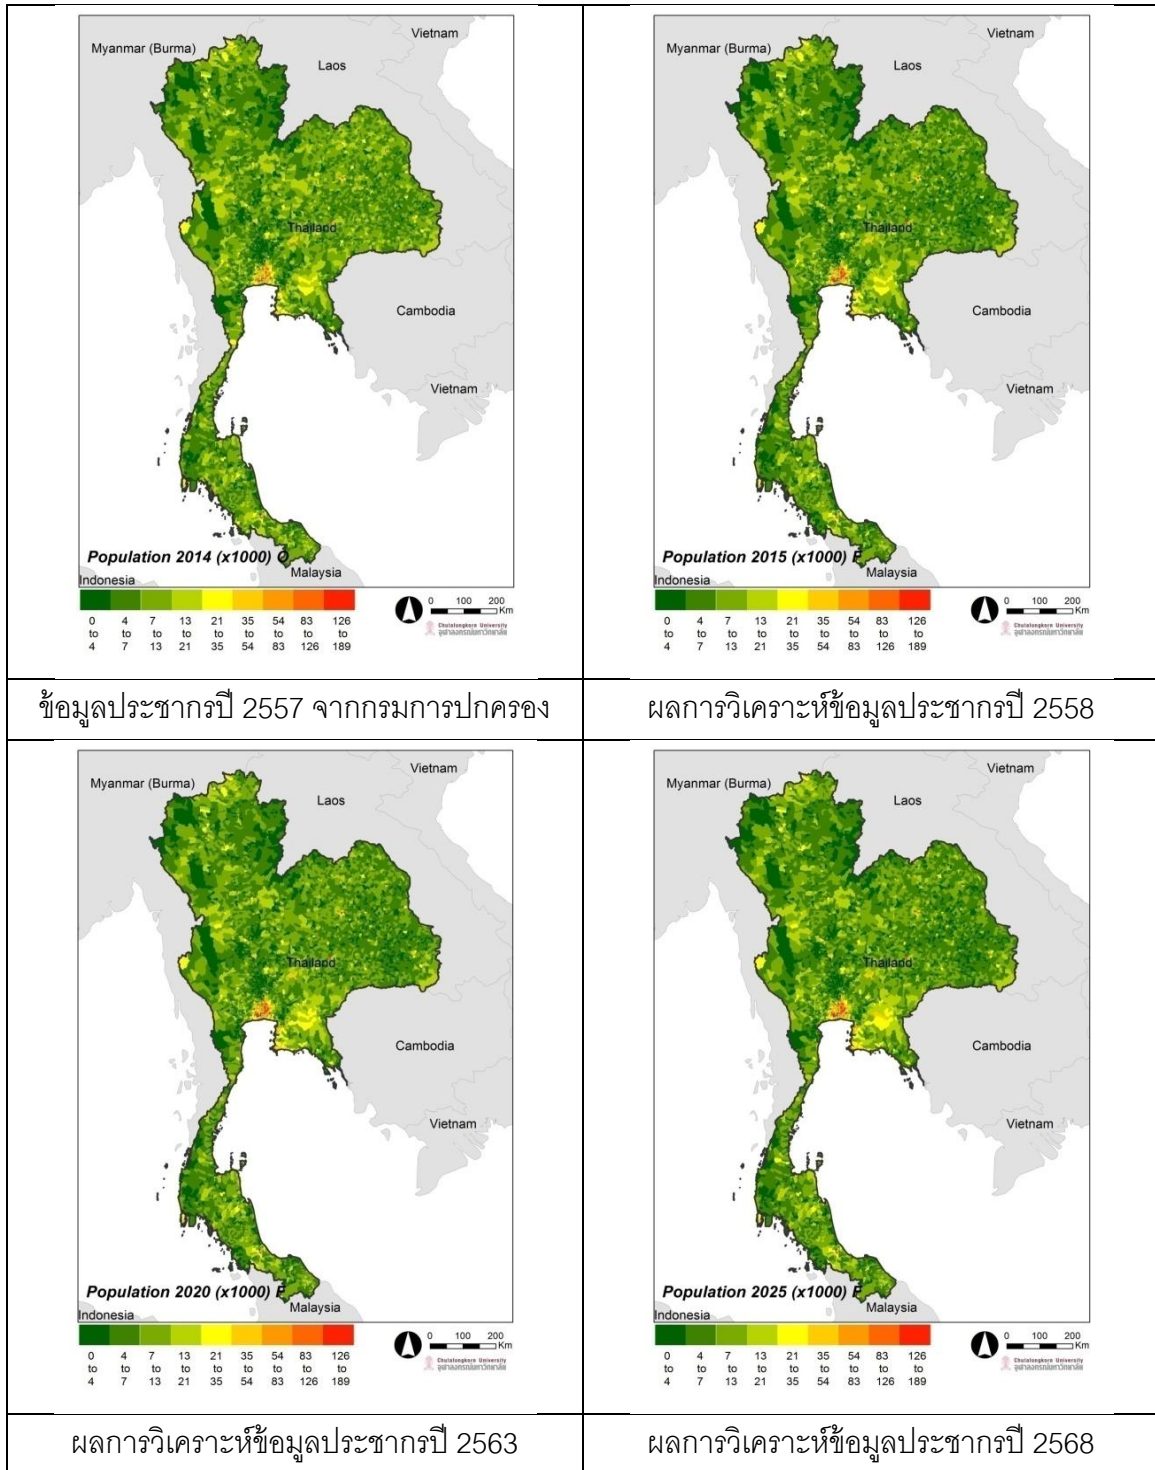 Vietnam
Myanmar (Burma)
Laos
Thailand
Cambodia
Vietnam
Population 2014 (x1000) O
Indonesia
Malaysia
0 4 7 13 21 35 54 83 126
to to to to to to to to to
4 7 13 21 35 54 83 126 189
0 100 200
Km
Chulalongkorn University
จุฬาลงกรณ์มหาวิทยาลัย
ข้อมูลประชากรปี 2557 จากกรมการปกครอง
Vietnam
Myanmar (Burma)
Laos
Thailand
Cambodia
Vietnam
Population 2015 (x1000) F
Indonesia
Malaysia
0 4 7 13 21 35 54 83 126
to to to to to to to to to
4 7 13 21 35 54 83 126 189
0 100 200
Km
Chulalongkorn University
จุฬาลงกรณ์มหาวิทยาลัย
ผลการวิเคราะห์ข้อมูลประชากรปี 2558
Vietnam
Myanmar (Burma)
Laos
Thailand
Cambodia
Vietnam
Population 2020 (x1000) F
Indonesia
Malaysia
0 4 7 13 21 35 54 83 126
to to to to to to to to to
4 7 13 21 35 54 83 126 189
0 100 200
Km
Chulalongkorn University
จุฬาลงกรณ์มหาวิทยาลัย
ผลการวิเคราะห์ข้อมูลประชากรปี 2563
Vietnam
Myanmar (Burma)
Laos
Thailand
Cambodia
Vietnam
Population 2025 (x1000) F
Indonesia
Malaysia
0 4 7 13 21 35 54 83 126
to to to to to to to to to
4 7 13 21 35 54 83 126 189
0 100 200
Km
Chulalongkorn University
จุฬาลงกรณ์มหาวิทยาลัย
ผลการวิเคราะห์ข้อมูลประชากรปี 2568